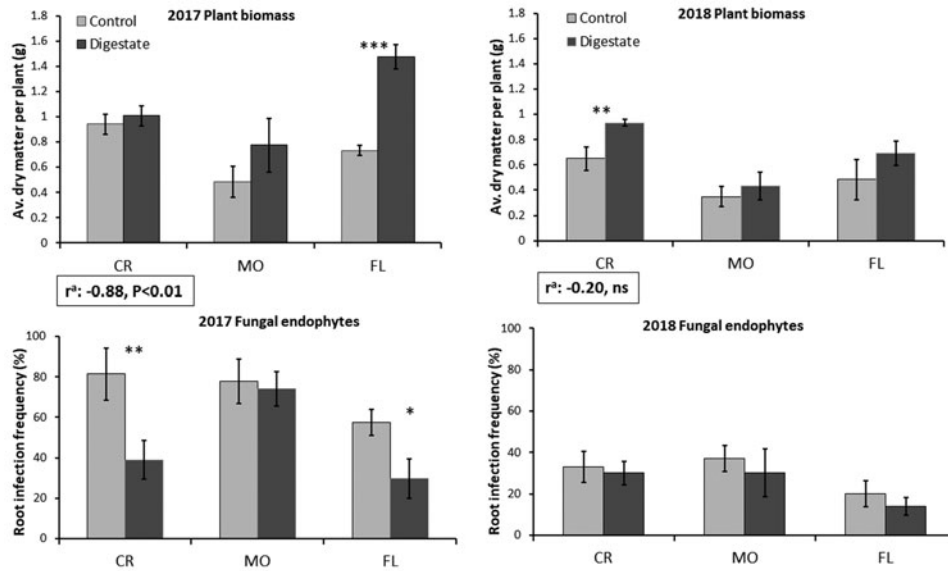 2017 Plant biomass
Control
Digestate
Av. dry matter per plant (g)
1.8
1.6
1.4
1.2
1
0.8
0.6
0.4
0.2
0
***
CR MO FL
rª: -0.88, P<0.01
2018 Plant biomass
Control
Digestate
Av. dry matter per plant (g)
1.8
1.6
1.4
1.2
1
0.8
0.6
0.4
0.2
0
**
CR MO FL
rª: -0.20, ns
2017 Fungal endophytes
Root infection frequency (%)
100
80
60
40
20
0
**
*
CR MO FL
2018 Fungal endophytes
Root infection frequency (%)
100
80
60
40
20
0
CR MO FL